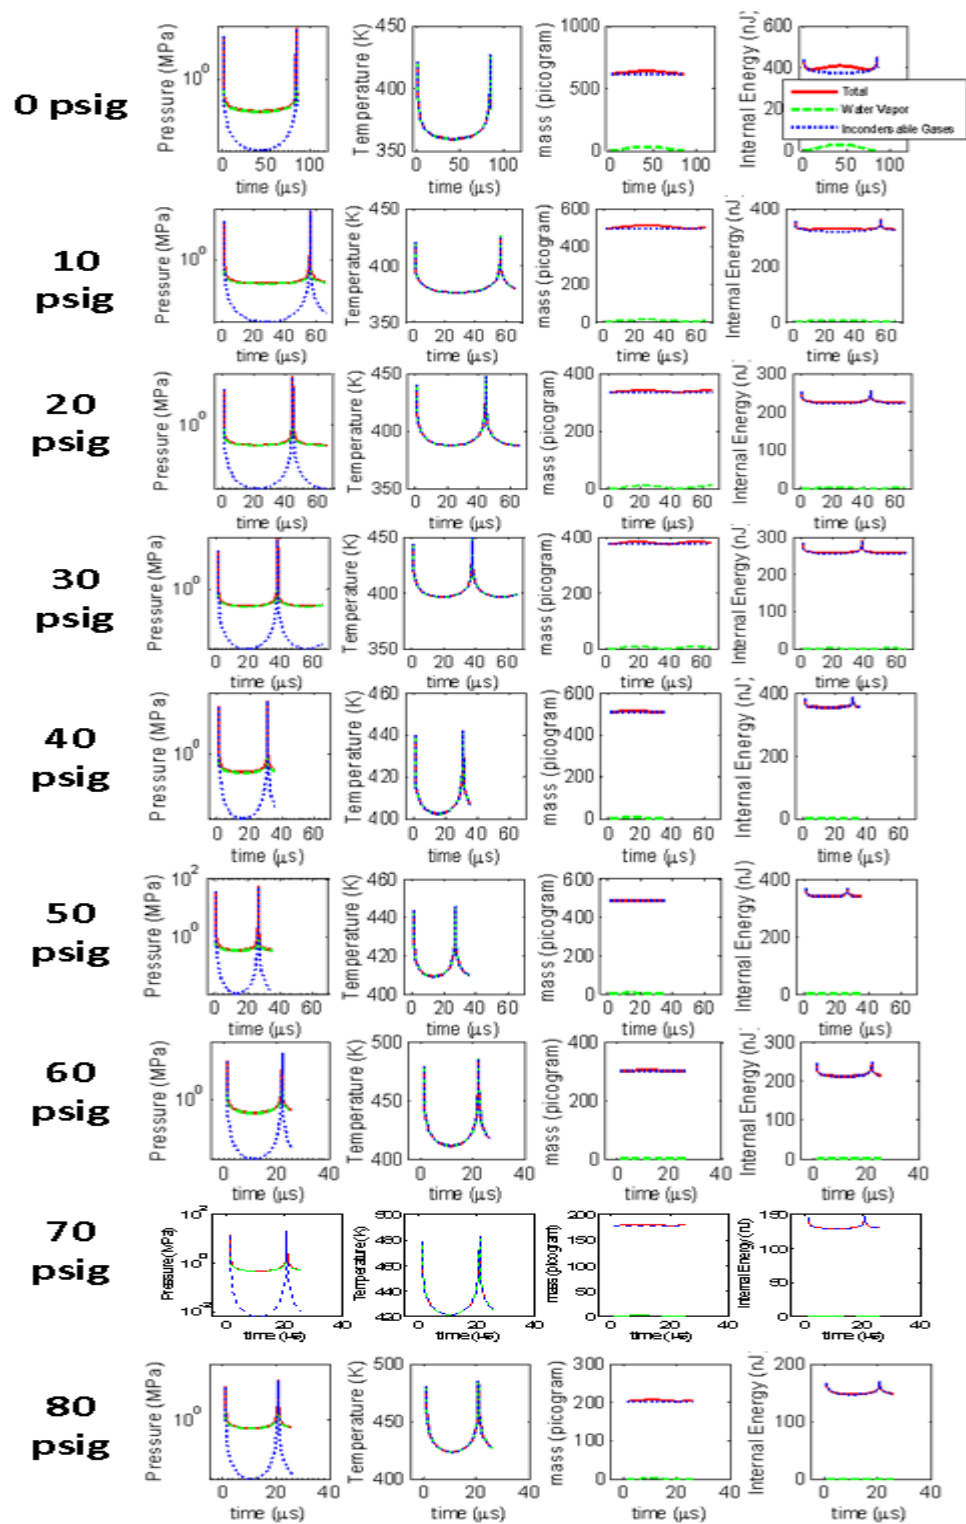 0 psig
Pressure (MPa)
10⁰
0 50 100
time (µs)
Temperature (K)
450
400
350
0 50 100
time (µs)
mass (picogram)
1000
500
0
0 50 100
time (µs)
Internal Energy (nJ)
600
400
0
0 50 100
time (µs)
Total
Water Vapor
Incondensable Gases
10
psig
Pressure (MPa)
10⁰
0 20 40 60
time (µs)
Temperature (K)
450
400
350
0 20 40 60
time (µs)
mass (picogram)
600
400
200
0
0 20 40 60
time (µs)
Internal Energy (nJ)
400
200
0
0 20 40 60
time (µs)
20
psig
Pressure (MPa)
10⁰
0 20 40 60
time (µs)
Temperature (K)
450
400
350
0 20 40 60
time (µs)
mass (picogram)
400
200
0
0 20 40 60
time (µs)
Internal Energy (nJ)
300
200
100
0
0 20 40 60
time (µs)
30
psig
Pressure (MPa)
10⁰
0 20 40 60
time (µs)
Temperature (K)
450
400
350
0 20 40 60
time (µs)
mass (picogram)
400
200
0
0 20 40 60
time (µs)
Internal Energy (nJ)
300
200
100
0
0 20 40 60
time (µs)
40
psig
Pressure (MPa)
10⁰
0 20 40 60
time (µs)
Temperature (K)
460
440
420
400
0 20 40 60
time (µs)
mass (picogram)
600
400
200
0
0 20 40 60
time (µs)
Internal Energy (nJ)
400
200
0
0 20 40 60
time (µs)
50
psig
Pressure (MPa)
10²
10⁰
0 20 40 60
time (µs)
Temperature (K)
460
440
420
400
0 20 40 60
time (µs)
mass (picogram)
600
400
200
0
0 20 40 60
time (µs)
Internal Energy (nJ)
400
200
0
0 20 40 60
time (µs)
60
psig
Pressure (MPa)
10⁰
0 20 40
time (µs)
Temperature (K)
500
450
400
0 20 40
time (µs)
mass (picogram)
400
200
0
0 20 40
time (µs)
Internal Energy (nJ)
300
200
100
0
0 20 40
time (µs)
70
psig
Pressure (MPa)
10²
10⁰
0 20 40
time (µs)
Temperature (K)
500
480
460
440
420
0 20 40
time (µs)
mass (picogram)
200
150
100
50
0
0 20 40
time (µs)
Internal Energy (nJ)
150
100
50
0
0 20 40
time (µs)
80
psig
Pressure (MPa)
10⁰
0 20 40
time (µs)
Temperature (K)
500
450
400
0 20 40
time (µs)
mass (picogram)
300
200
100
0
0 20 40
time (µs)
Internal Energy (nJ)
200
100
0
0 20 40
time (µs)